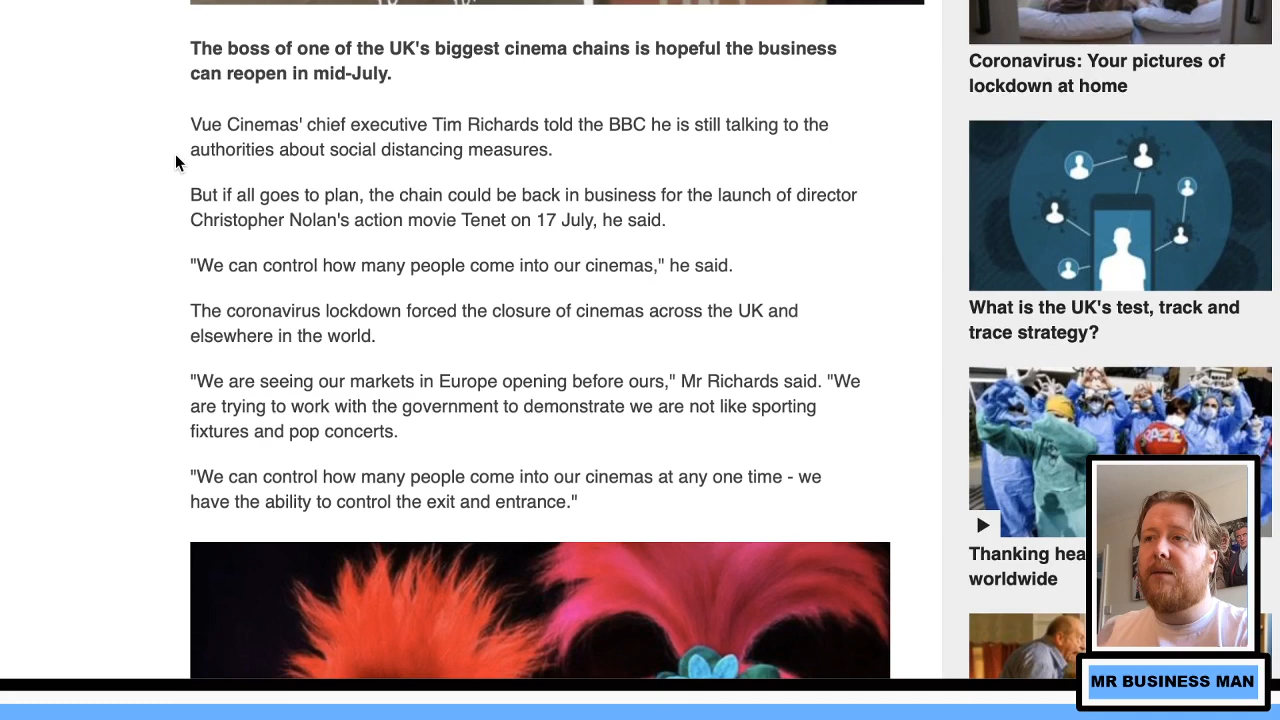 The boss of one of the UK's biggest cinema chains is hopeful the business
can reopen in mid-July.
Vue Cinemas' chief executive Tim Richards told the BBC he is still talking to the
authorities about social distancing measures.
But if all goes to plan, the chain could be back in business for the launch of director
Christopher Nolan's action movie Tenet on 17 July, he said.
"We can control how many people come into our cinemas," he said.
The coronavirus lockdown forced the closure of cinemas across the UK and
elsewhere in the world.
"We are seeing our markets in Europe opening before ours," Mr Richards said. "We
are trying to work with the government to demonstrate we are not like sporting
fixtures and pop concerts.
"We can control how many people come into our cinemas at any one time - we
have the ability to control the exit and entrance."
Coronavirus: Your pictures of
lockdown at home
What is the UK's test, track and
trace strategy?
Thanking hea
worldwide
MR BUSINESS MAN